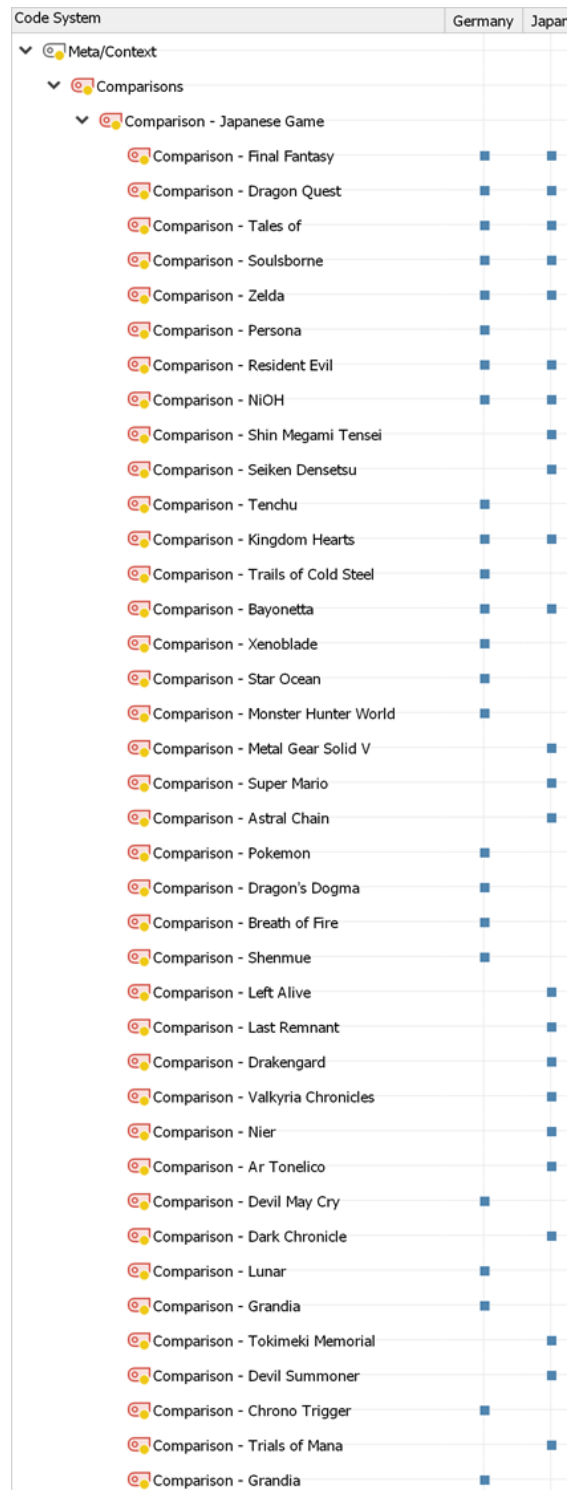 Code System Germany Japan
Meta/Context
Comparisons
Comparison - Japanese Game
Comparison - Final Fantasy
Comparison - Dragon Quest
Comparison - Tales of
Comparison - Soulsborne
Comparison - Zelda
Comparison - Persona
Comparison - Resident Evil
Comparison - NiOH
Comparison - Shin Megami Tensei
Comparison - Seiken Densetsu
Comparison - Tenchu
Comparison - Kingdom Hearts
Comparison - Trails of Cold Steel
Comparison - Bayonetta
Comparison - Xenoblade
Comparison - Star Ocean
Comparison - Monster Hunter World
Comparison - Metal Gear Solid V
Comparison - Super Mario
Comparison - Astral Chain
Comparison - Pokemon
Comparison - Dragon's Dogma
Comparison - Breath of Fire
Comparison - Shenmue
Comparison - Left Alive
Comparison - Last Remnant
Comparison - Drakengard
Comparison - Valkyria Chronicles
Comparison - Nier
Comparison - Ar Tonelico
Comparison - Devil May Cry
Comparison - Dark Chronicle
Comparison - Lunar
Comparison - Grandia
Comparison - Tokimeki Memorial
Comparison - Devil Summoner
Comparison - Chrono Trigger
Comparison - Trials of Mana
Comparison - Grandia